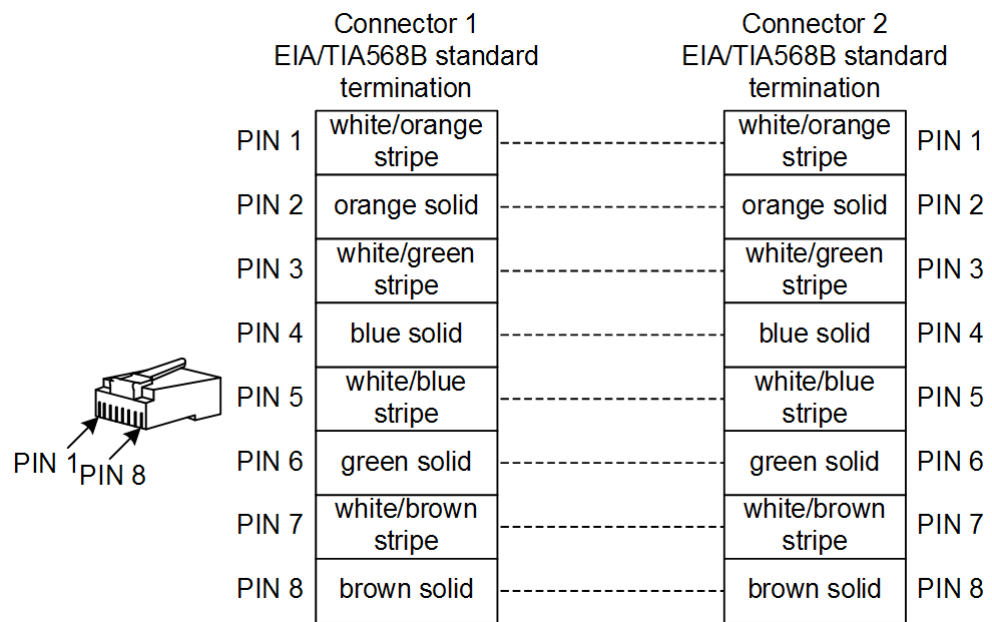 Connector 1
EIA/TIA568B standard
termination
Connector 2
EIA/TIA568B standard
termination
PIN 1 white/orange stripe white/orange stripe PIN 1
PIN 2 orange solid orange solid PIN 2
PIN 3 white/green stripe white/green stripe PIN 3
PIN 4 blue solid blue solid PIN 4
PIN 5 white/blue stripe white/blue stripe PIN 5
PIN 6 green solid green solid PIN 6
PIN 7 white/brown stripe white/brown stripe PIN 7
PIN 8 brown solid brown solid PIN 8
PIN 1
PIN 8